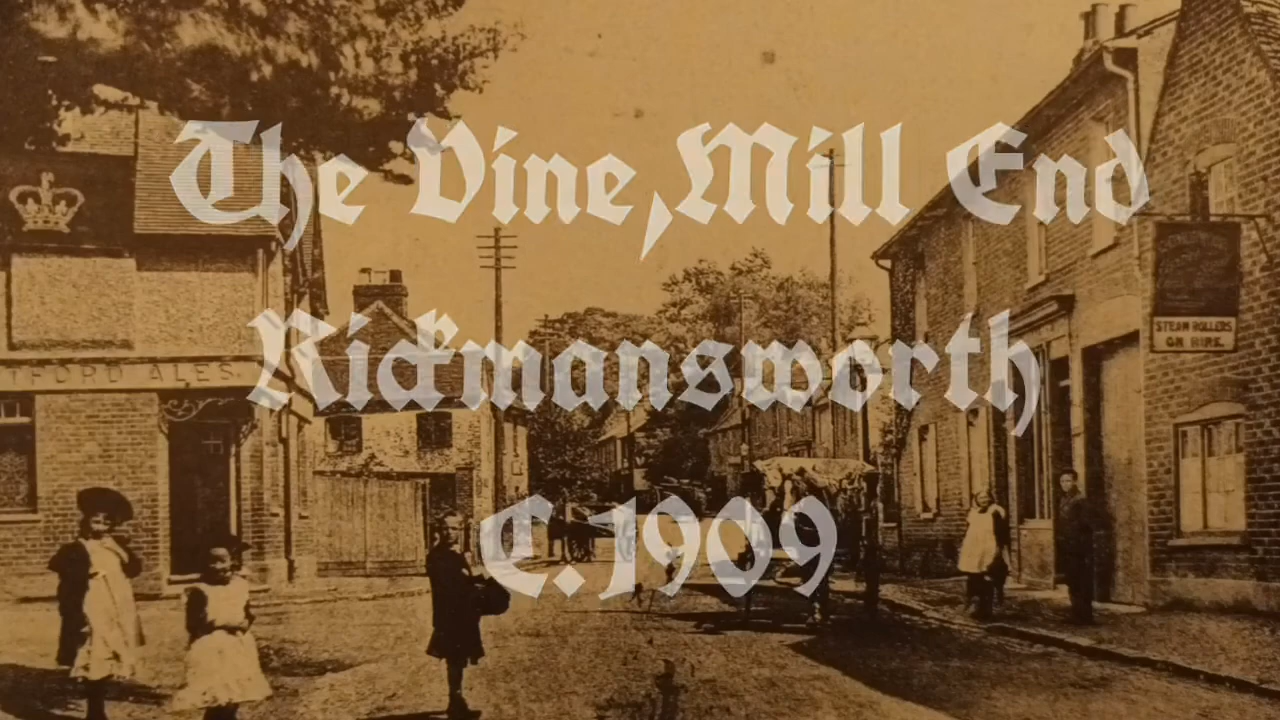 The Vine,Mill End
Rickmansworth
C.1909
TFORD ALES.
STEAM ROLLERS
ON HIRE.